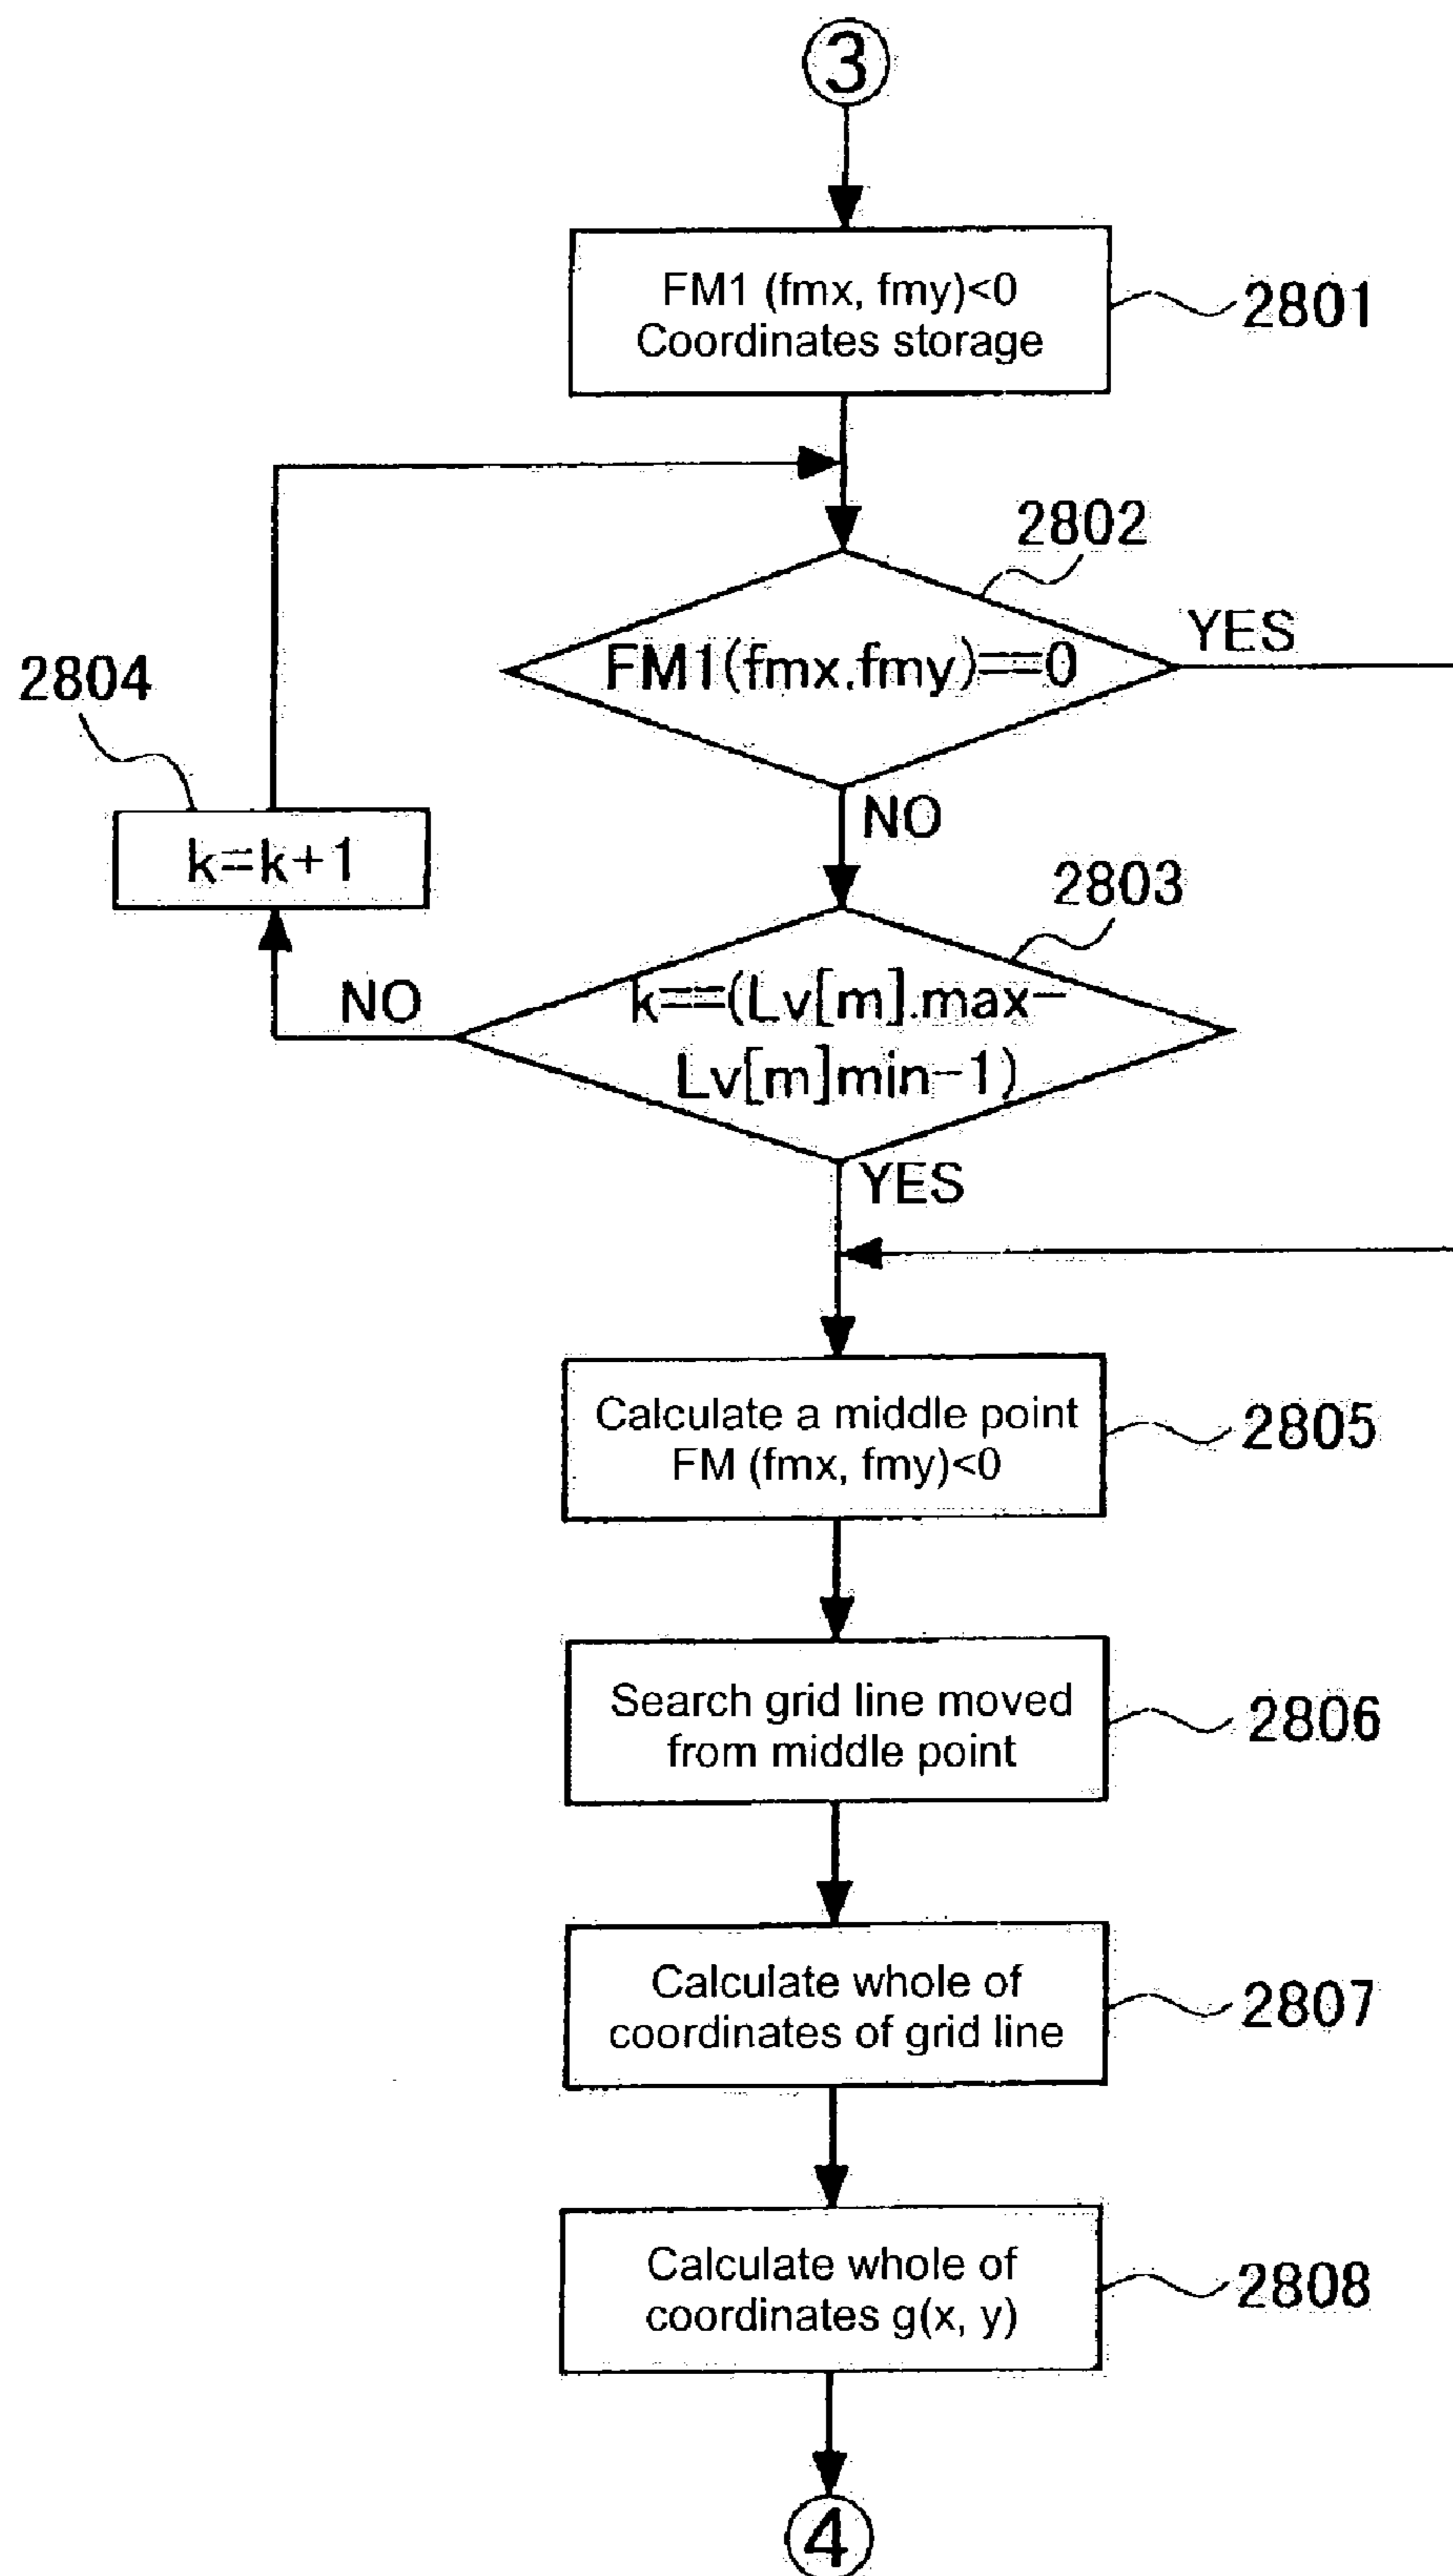 3
FM1 (fmx, fmy)<0
Coordinates storage
2801
2802
FM1(fmx.fmy)==0
YES
2804
k=k+1
NO
2803
k==(Lv[m].max-
Lv[m]min-1)
NO
YES
Calculate a middle point
FM (fmx, fmy)<0
2805
Search grid line moved
from middle point
2806
Calculate whole of
coordinates of grid line
2807
Calculate whole of
coordinates g(x, y)
2808
4